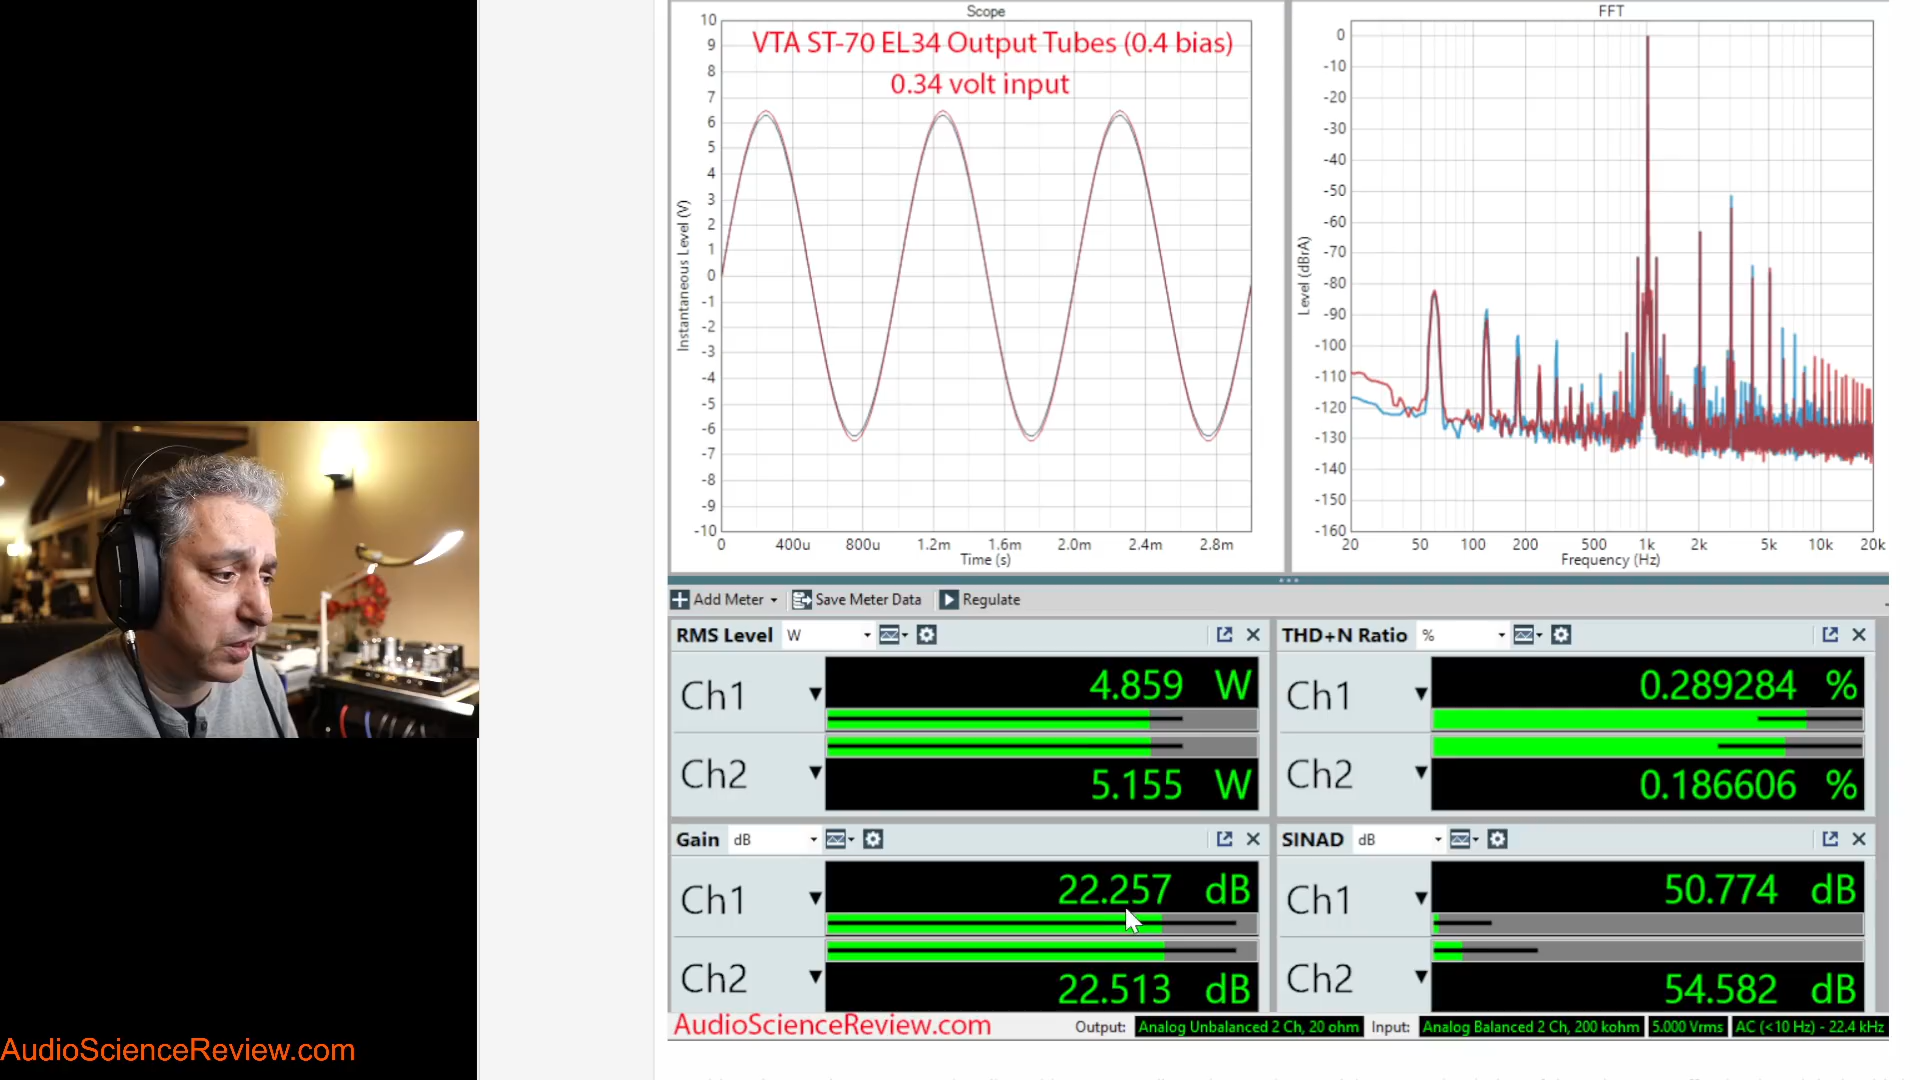 Scope
VTA ST-70 EL34 Output Tubes (0.4 bias)
0.34 volt input
Instantaneous Level (V)
10
9
8
7
6
5
4
3
2
1
0
-1
-2
-3
-4
-5
-6
-7
-8
-9
-10
0 400u 800u 1.2m 1.6m 2.0m 2.4m 2.8m
Time (s)
FFT
Level (dBrA)
0
-10
-20
-30
-40
-50
-60
-70
-80
-90
-100
-110
-120
-130
-140
-150
-160
20 50 100 200 500 1k 2k 5k 10k 20k
Frequency (Hz)
Add Meter Save Meter Data Regulate
RMS Level W
Ch1 4.859 W
Ch2 5.155 W
THD+N Ratio %
Ch1 0.289284 %
Ch2 0.186606 %
Gain dB
Ch1 22.257 dB
Ch2 22.513 dB
SINAD dB
Ch1 50.774 dB
Ch2 54.582 dB
AudioScienceReview.com
Output: Analog Unbalanced 2 Ch, 20 ohm Input: Analog Balanced 2 Ch, 200 kohm 5.000 Vrms AC (<10 Hz) - 22.4 kHz
AudioScienceReview.com